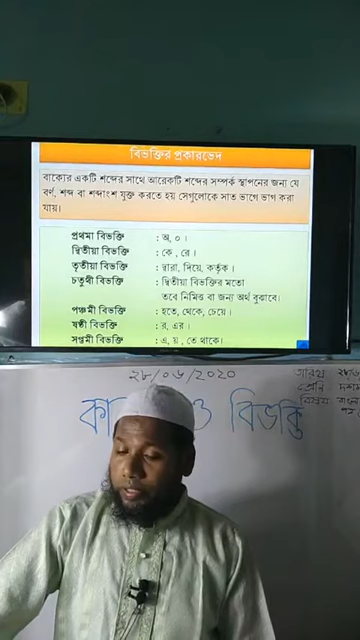 বিভক্তির প্রকারভেদ
বাক্যের একটি শব্দের সাথে আরেকটি শব্দের সম্পর্ক স্থাপনের জন্য যে
বর্ণ, শব্দ বা শব্দাংশ যুক্ত করতে হয় সেগুলোকে সাত ভাগে ভাগ করা
যায়।
প্রথমা বিভক্তি : অ, ০ ।
দ্বিতীয়া বিভক্তি : কে , রে ।
তৃতীয়া বিভক্তি : দ্বারা, দিয়ে, কর্তৃক ।
চতুর্থী বিভক্তি : দ্বিতীয়া বিভক্তির মতো
তবে নিমিত্ত বা জন্য অর্থ বুঝাবে।
পঞ্চমী বিভক্তি : হতে, থেকে, চেয়ে।
ষষ্ঠী বিভক্তি : র, এর।
সপ্তমী বিভক্তি : এ, য় , তে থাকে।
২৮/০৬/2020
ও বিভক্তি
তারিখ
শ্রেণি
বিষয়